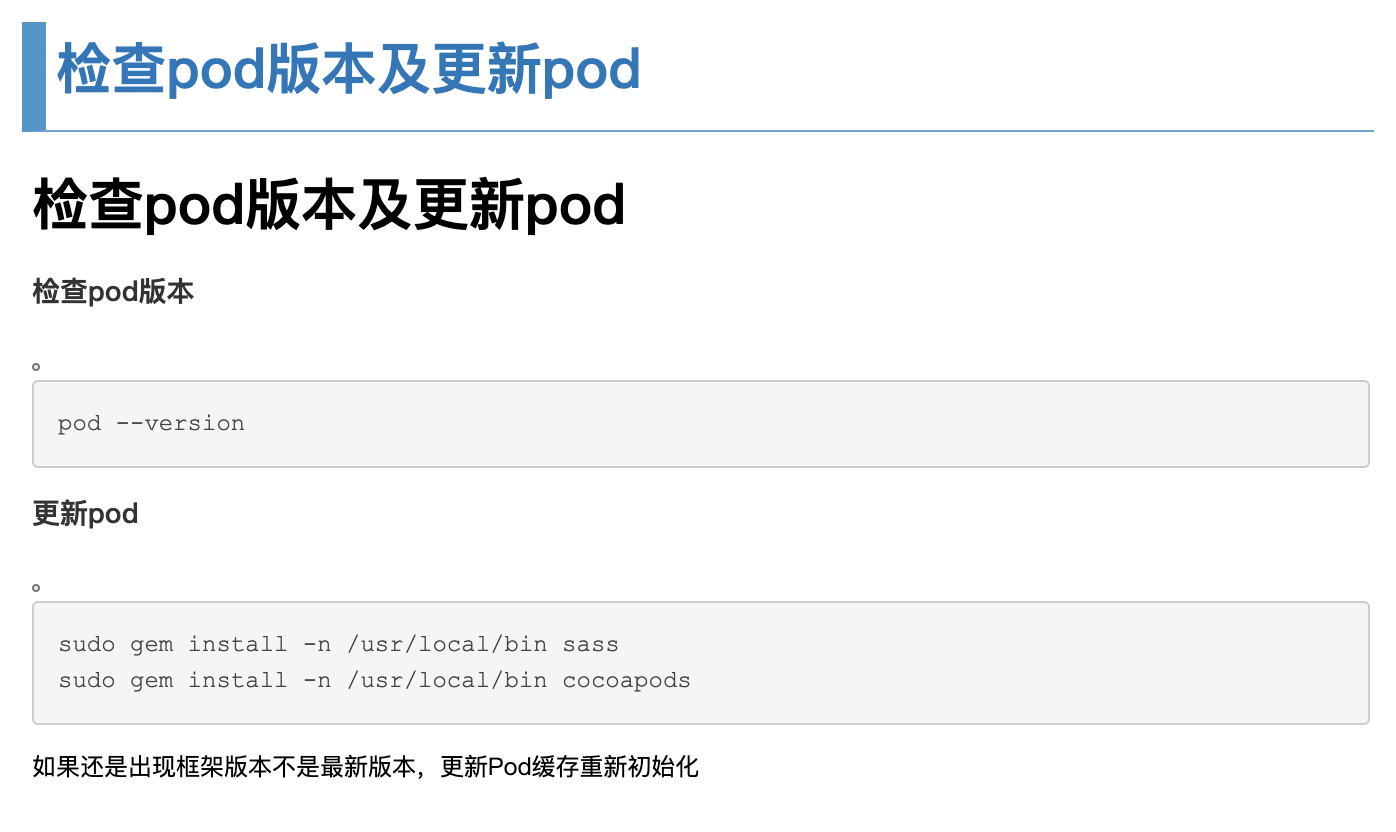 检查pod版本及更新pod
检查pod版本及更新pod
检查pod版本
pod --version
更新pod
sudo gem install -n /usr/local/bin sass
sudo gem install -n /usr/local/bin cocoapods
如果还是出现框架版本不是最新版本，更新Pod缓存重新初始化